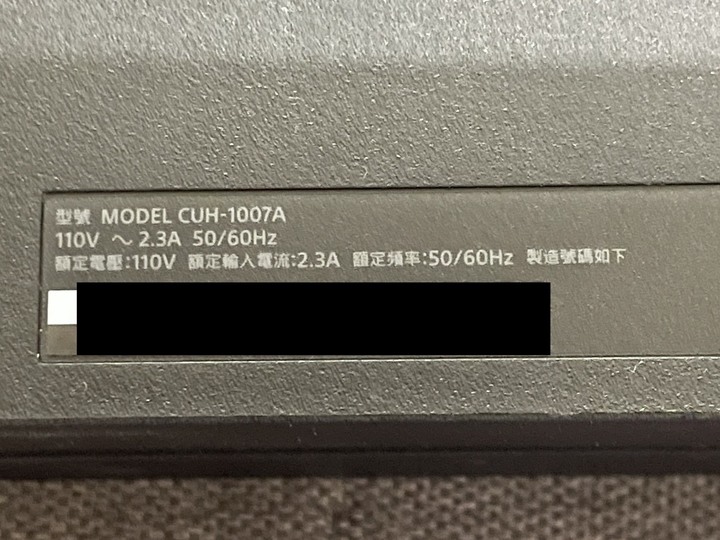 型號 MODEL CUH-1007A
110V ～ 2.3A 50/60Hz
額定電壓:110V 額定輸入電流:2.3A 額定頻率:50/60Hz 製造號碼如下